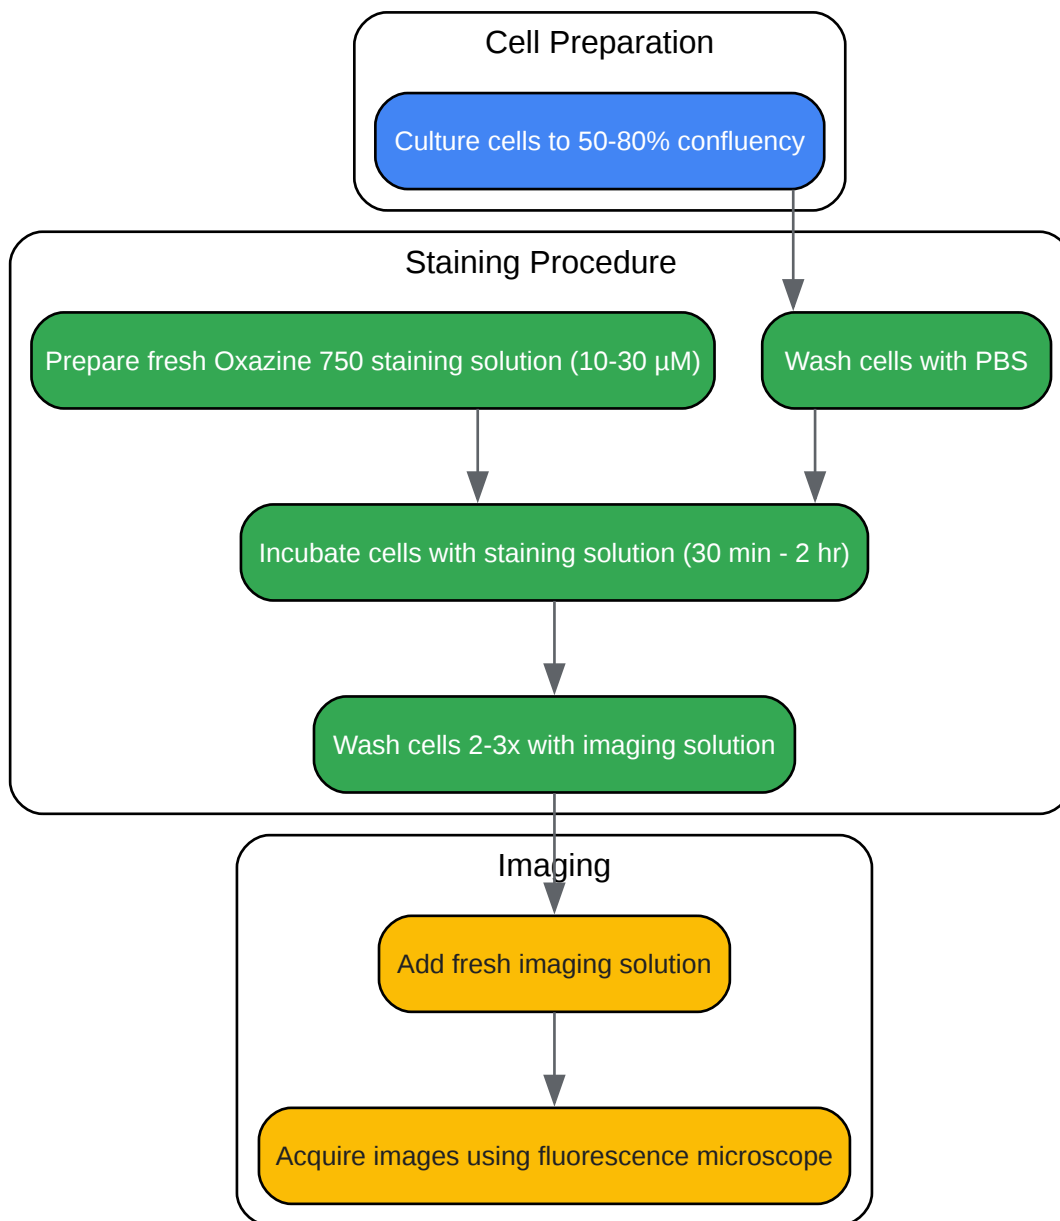 Cell Preparation
Culture cells to 50-80% confluency
Staining Procedure
Prepare fresh Oxazine 750 staining solution (10-30 µM)
Wash cells with PBS
Incubate cells with staining solution (30 min - 2 hr)
Wash cells 2-3x with imaging solution
Imaging
Add fresh imaging solution
Acquire images using fluorescence microscope